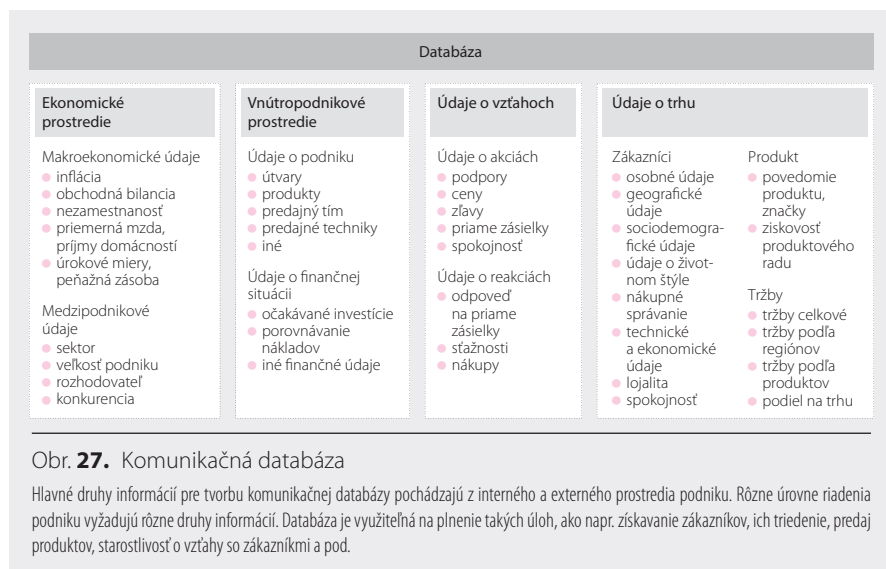 Databáza
Ekonomické
prostredie
Makroekonomické údaje
● inflácia
● obchodná bilancia
● nezamestnanosť
● priemerná mzda,
príjmy domácností
● úrokové miery,
peňažná zásoba
Medzipodnikové
údaje
● sektor
● veľkosť podniku
● rozhodovateľ
● konkurencia
Vnútropodnikové
prostredie
Údaje o podniku
● útvary
● produkty
● predajný tím
● predajné techniky
● iné
Údaje o finančnej
situácii
● očakávané investície
● porovnávanie
nákladov
● iné finančné údaje
Údaje o vzťahoch
Údaje o akciách
● podpory
● ceny
● zľavy
● priame zásielky
● spokojnosť
Údaje o reakciách
● odpoveď
na priame
zásielky
● sťažnosti
● nákupy
Údaje o trhu
Zákazníci
● osobné údaje
● geografické
údaje
● sociodemogra-
fické údaje
● údaje o život-
nom štýle
● nákupné
správanie
● technické
a ekonomické
údaje
● lojalita
● spokojnosť
Produkt
● povedomie
produktu,
značky
● ziskovosť
produktového
radu
Tržby
● tržby celkové
● tržby podľa
regiónov
● tržby podľa
produktov
● podiel na trhu
Obr. 27. Komunikačná databáza
Hlavné druhy informácií pre tvorbu komunikačnej databázy pochádzajú z interného a externého prostredia podniku. Rôzne úrovne riadenia
podniku vyžadujú rôzne druhy informácií. Databáza je využiteľná na plnenie takých úloh, ako napr. získavanie zákazníkov, ich triedenie, predaj
produktov, starostlivosť o vzťahy so zákazníkmi a pod.